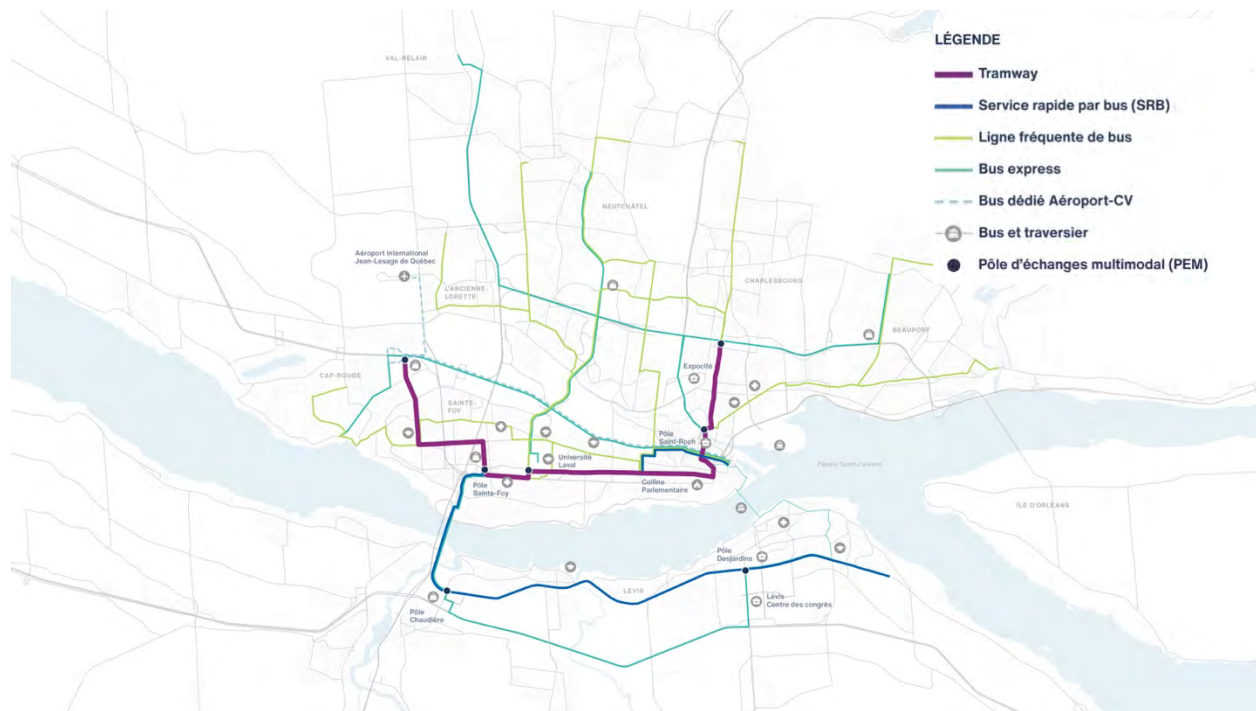 VAL-BÉLAIR
NEUFCHÂTEL
Aéroport International
Jean-Lesage de Québec
L'ANCIENNE-
LORETTE
CHARLESBOURG
BEAUPORT
CAP-ROUGE
SAINTE-
FOY
Expocité
Pôle
Saint-Roch
Université
Laval
Pôle
Sainte-Foy
Colline
Parlementaire
Fleuve Saint-Laurent
ÎLE D'ORLÉANS
Pôle
Desjardins
LÉVIS
Lévis
Centre des congrès
Pôle
Chaudière
LÉGENDE
Tramway
Service rapide par bus (SRB)
Ligne fréquente de bus
Bus express
Bus dédié Aéroport-CV
Bus et traversier
Pôle d'échanges multimodal (PEM)